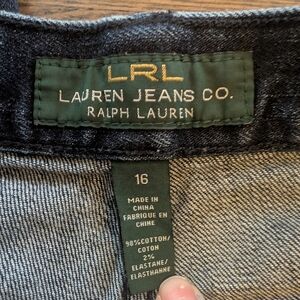 LRL
LAUREN JEANS CO.
RALPH LAUREN
16
MADE IN
CHINA
FABRIQUE EN
CHINE
98%COTTON/
COTON
2%
ELASTANE/
ELASTHANNE